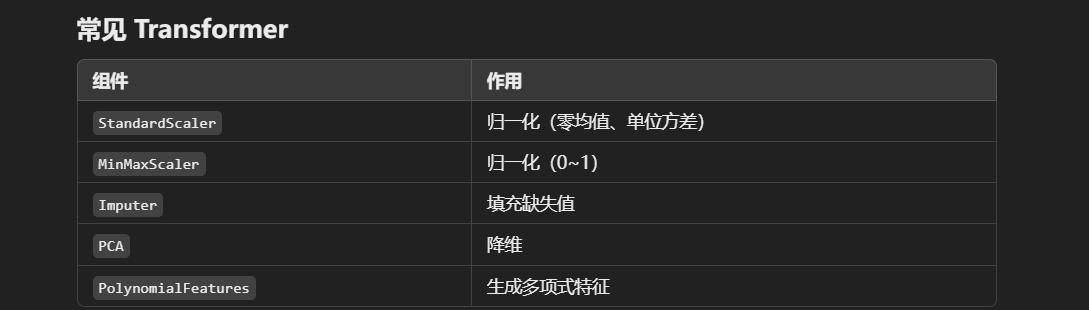 常见 Transformer
组件 作用
StandardScaler 归一化（零均值、单位方差）
MinMaxScaler 归一化（0~1）
Imputer 填充缺失值
PCA 降维
PolynomialFeatures 生成多项式特征